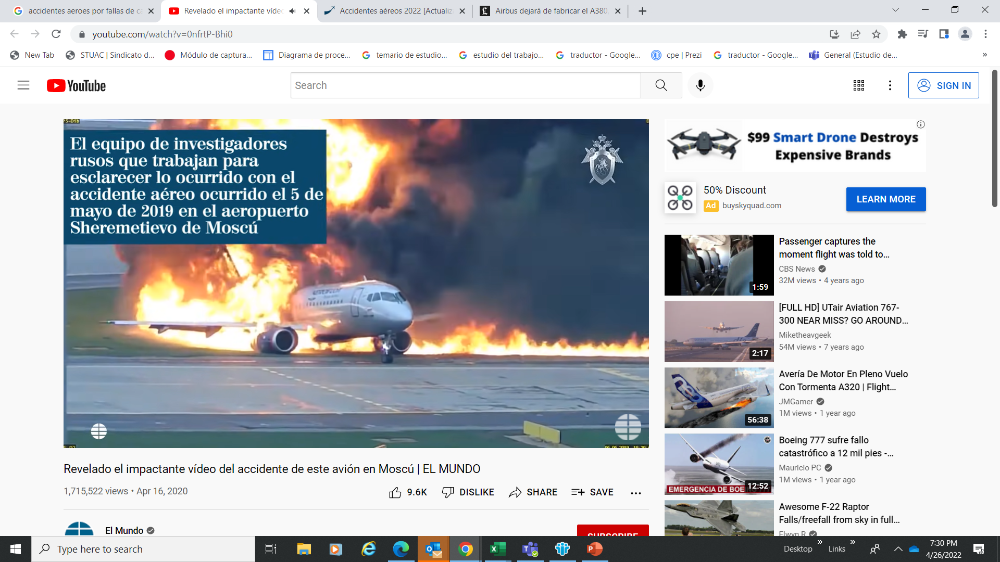 accidentes aeroes por fallas de ca
Revelado el impactante víde
Accidentes aéreos 2022 [Actualiz
Airbus dejará de fabricar el A380,
youtube.com/watch?v=0nfrtP-Bhi0
New Tab
STUAC | Sindicato d...
Módulo de captura...
Diagrama de proce...
temario de estudio...
estudio del trabajo...
traductor - Google...
cpe | Prezi
traductor - Google...
General (Estudio de...
»
YouTube
Search
SIGN IN
El equipo de investigadores
rusos que trabajan para
esclarecer lo ocurrido con el
accidente aéreo ocurrido el 5 de
mayo de 2019 en el aeropuerto
Sheremetievo de Moscú
Revelado el impactante vídeo del accidente de este avión en Moscú | EL MUNDO
1,715,522 views • Apr 16, 2020
9.6K
DISLIKE
SHARE
SAVE
El Mundo
SUBSCRIBE
$99 Smart Drone Destroys
Expensive Brands
50% Discount
Ad buyskyquad.com
LEARN MORE
1:59
Passenger captures the
moment flight was told to...
CBS News
32M views • 4 years ago
2:17
[FULL HD] UTair Aviation 767-
300 NEAR MISS? GO AROUND...
Miketheavgeek
54M views • 7 years ago
56:38
Avería De Motor En Pleno Vuelo
Con Tormenta A320 | Flight...
JMGamer
1M views • 1 year ago
EMERGENCIA DE BOE
12:52
Boeing 777 sufre fallo
catastrófico a 12 mil pies -...
Mauricio PC
1M views • 1 year ago
Awesome F-22 Raptor
Falls/freefall from sky in full...
Elwyn R
Type here to search
Desktop
»
Links
»
7:30 PM
4/26/2022